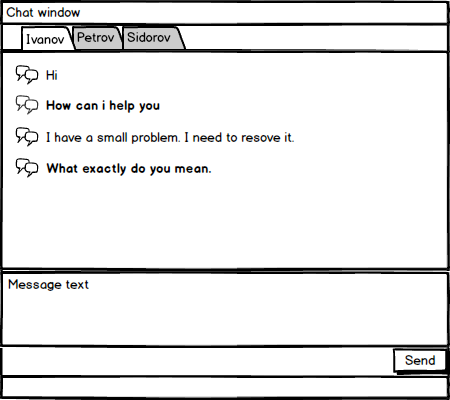 Chat window
Ivanov Petrov Sidorov
Hi
How can i help you
I have a small problem. I need to resove it.
What exactly do you mean.
Message text
Send